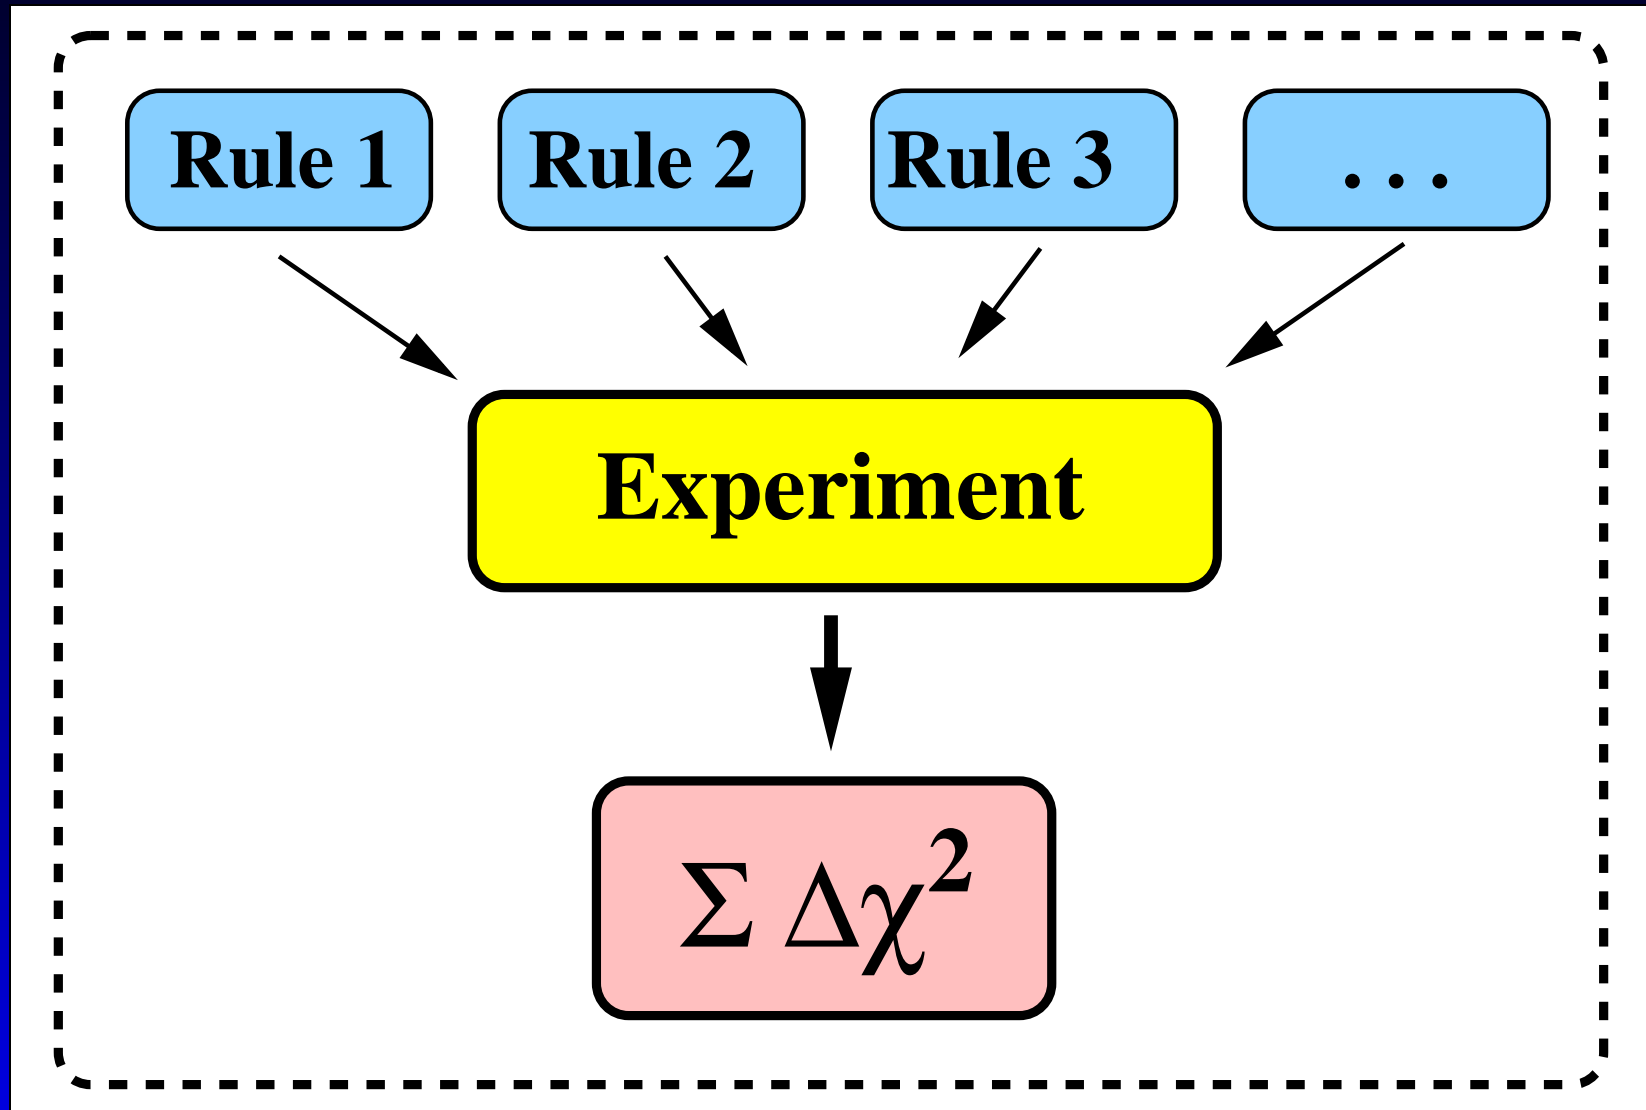 Rule 1 Rule 2 Rule 3 ...
Experiment
Σ Δχ²